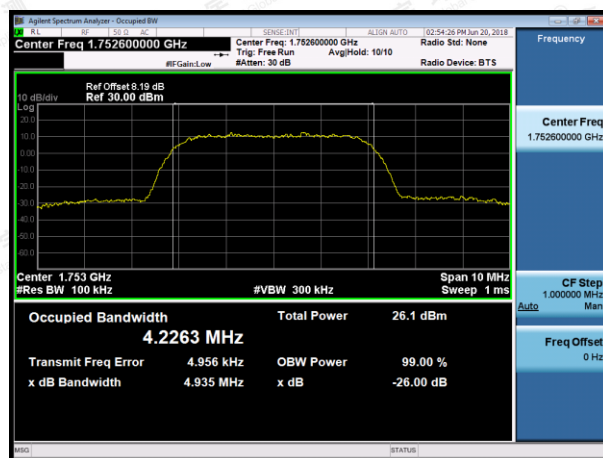 Agilent Spectrum Analyzer - Occupied BW
RL RF 50 Ω AC SENSE:INT ALIGN AUTO 02:54:26 PM Jun 20, 2018
Center Freq 1.752600000 GHz Center Freq: 1.752600000 GHz Radio Std: None Frequency
Trig: Free Run Avg|Hold: 10/10
#IFGain:Low #Atten: 30 dB Radio Device: BTS
Ref Offset 8.19 dB
10 dB/div Ref 30.00 dBm
Log
20.0
10.0
0.00
-10.0
-20.0
-30.0
-40.0
-50.0
-60.0
Center 1.753 GHz Span 10 MHz
#Res BW 100 kHz #VBW 300 kHz Sweep 1 ms
Occupied Bandwidth Total Power 26.1 dBm
4.2263 MHz
Transmit Freq Error 4.956 kHz OBW Power 99.00 %
x dB Bandwidth 4.935 MHz x dB -26.00 dB
Center Freq
1.752600000 GHz
CF Step
1.000000 MHz
Auto Man
Freq Offset
0 Hz
MSG STATUS